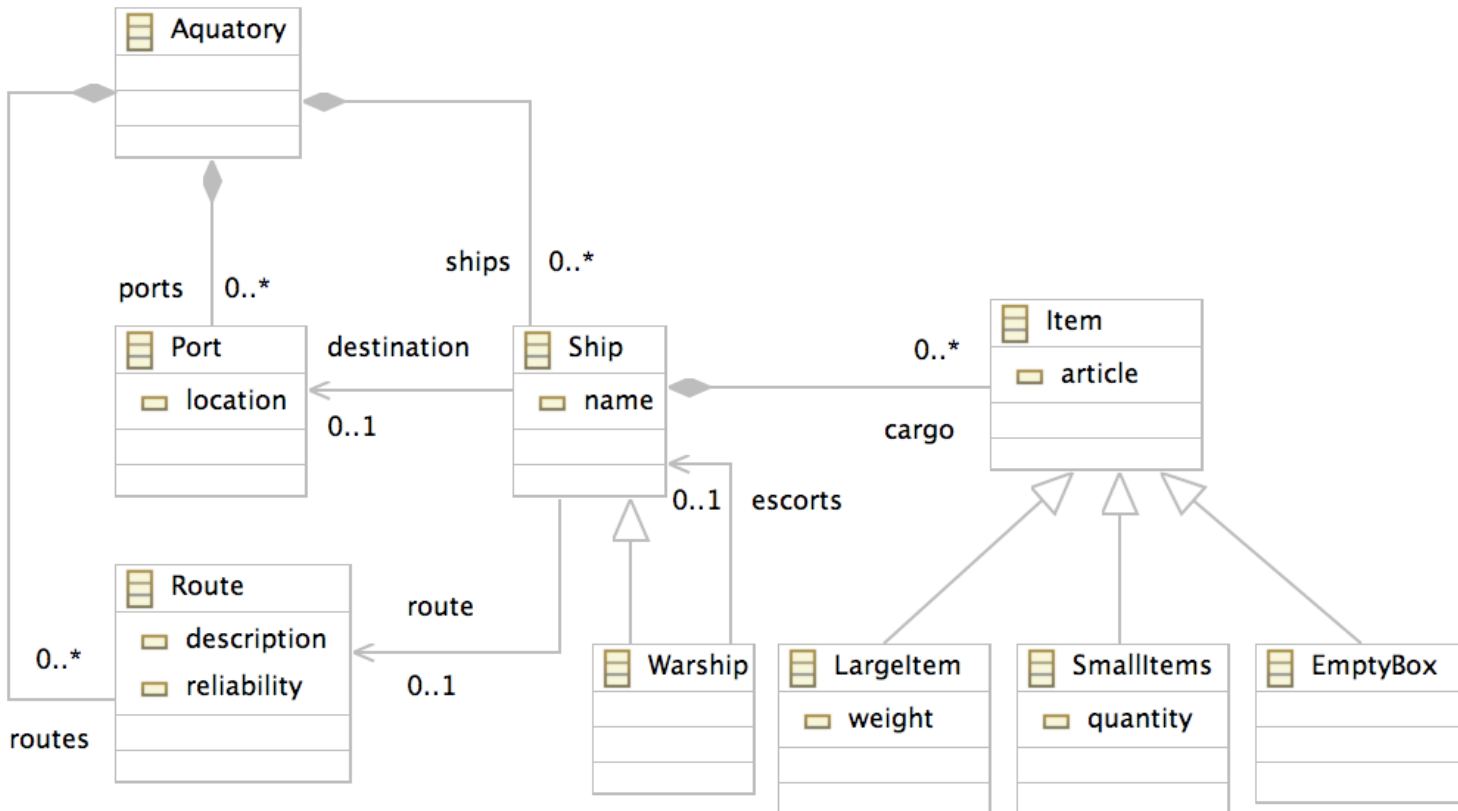 Aquatory
ships 0..*
ports 0..*
Item
Port
destination
Ship
0..*
article
location
name
0..1
cargo
0..1 escorts
Route
route
description
Warship
LargeItem
SmallItems
EmptyBox
0..*
reliability
0..1
weight
quantity
routes